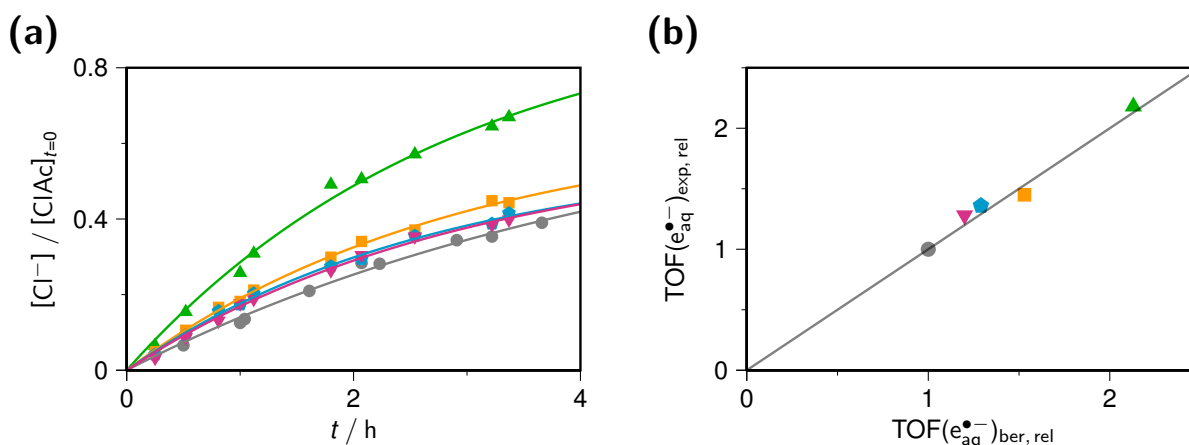 (a)
0.8
0.4
0
0
2
4
[Cl⁻] / [ClAc]ₜ₌₀
t / h
(b)
2
1
0
0
1
2
TOF(e•−aq)exp, rel
TOF(e•−aq)ber, rel